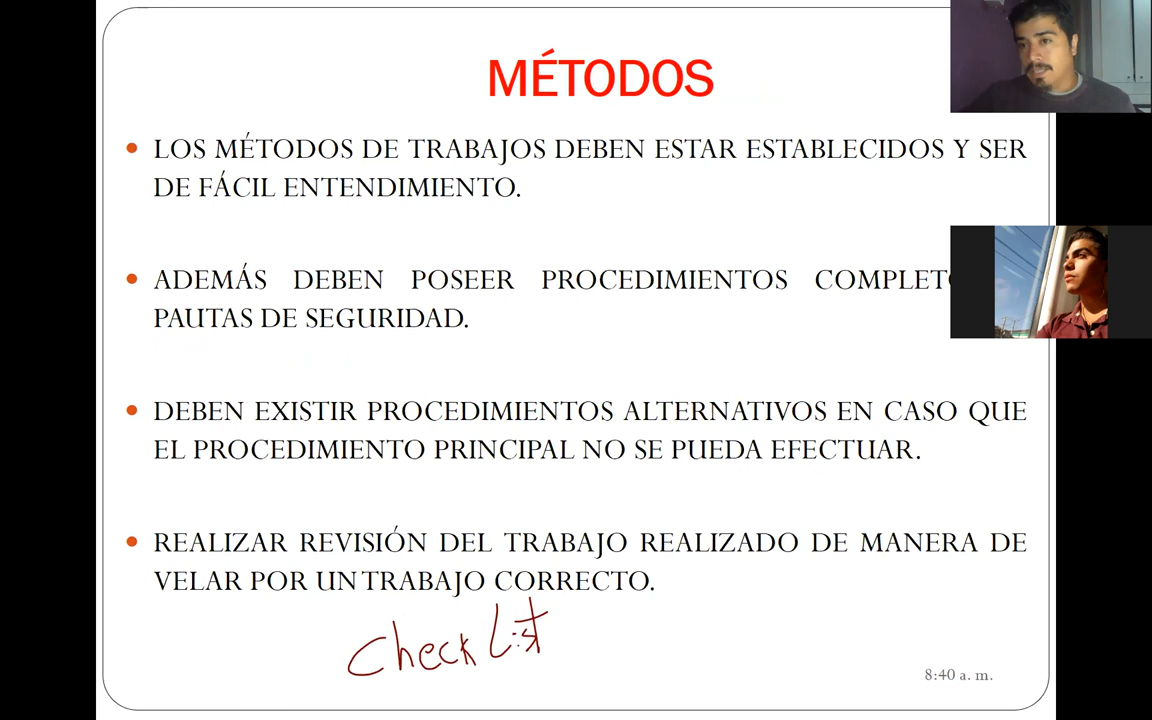 MÉTODOS
LOS MÉTODOS DE TRABAJOS DEBEN ESTAR ESTABLECIDOS Y SER
DE FÁCIL ENTENDIMIENTO.
ADEMÁS DEBEN POSEER PROCEDIMIENTOS
PAUTAS DE SEGURIDAD.
DEBEN EXISTIR PROCEDIMIENTOS ALTERNATIVOS EN CASO QUE
EL PROCEDIMIENTO PRINCIPAL NO SE PUEDA EFECTUAR.
REALIZAR REVISIÓN DEL TRABAJO REALIZADO DE MANERA DE
VELAR POR UN TRABAJO CORRECTO.
Check List
8:40 a. m.